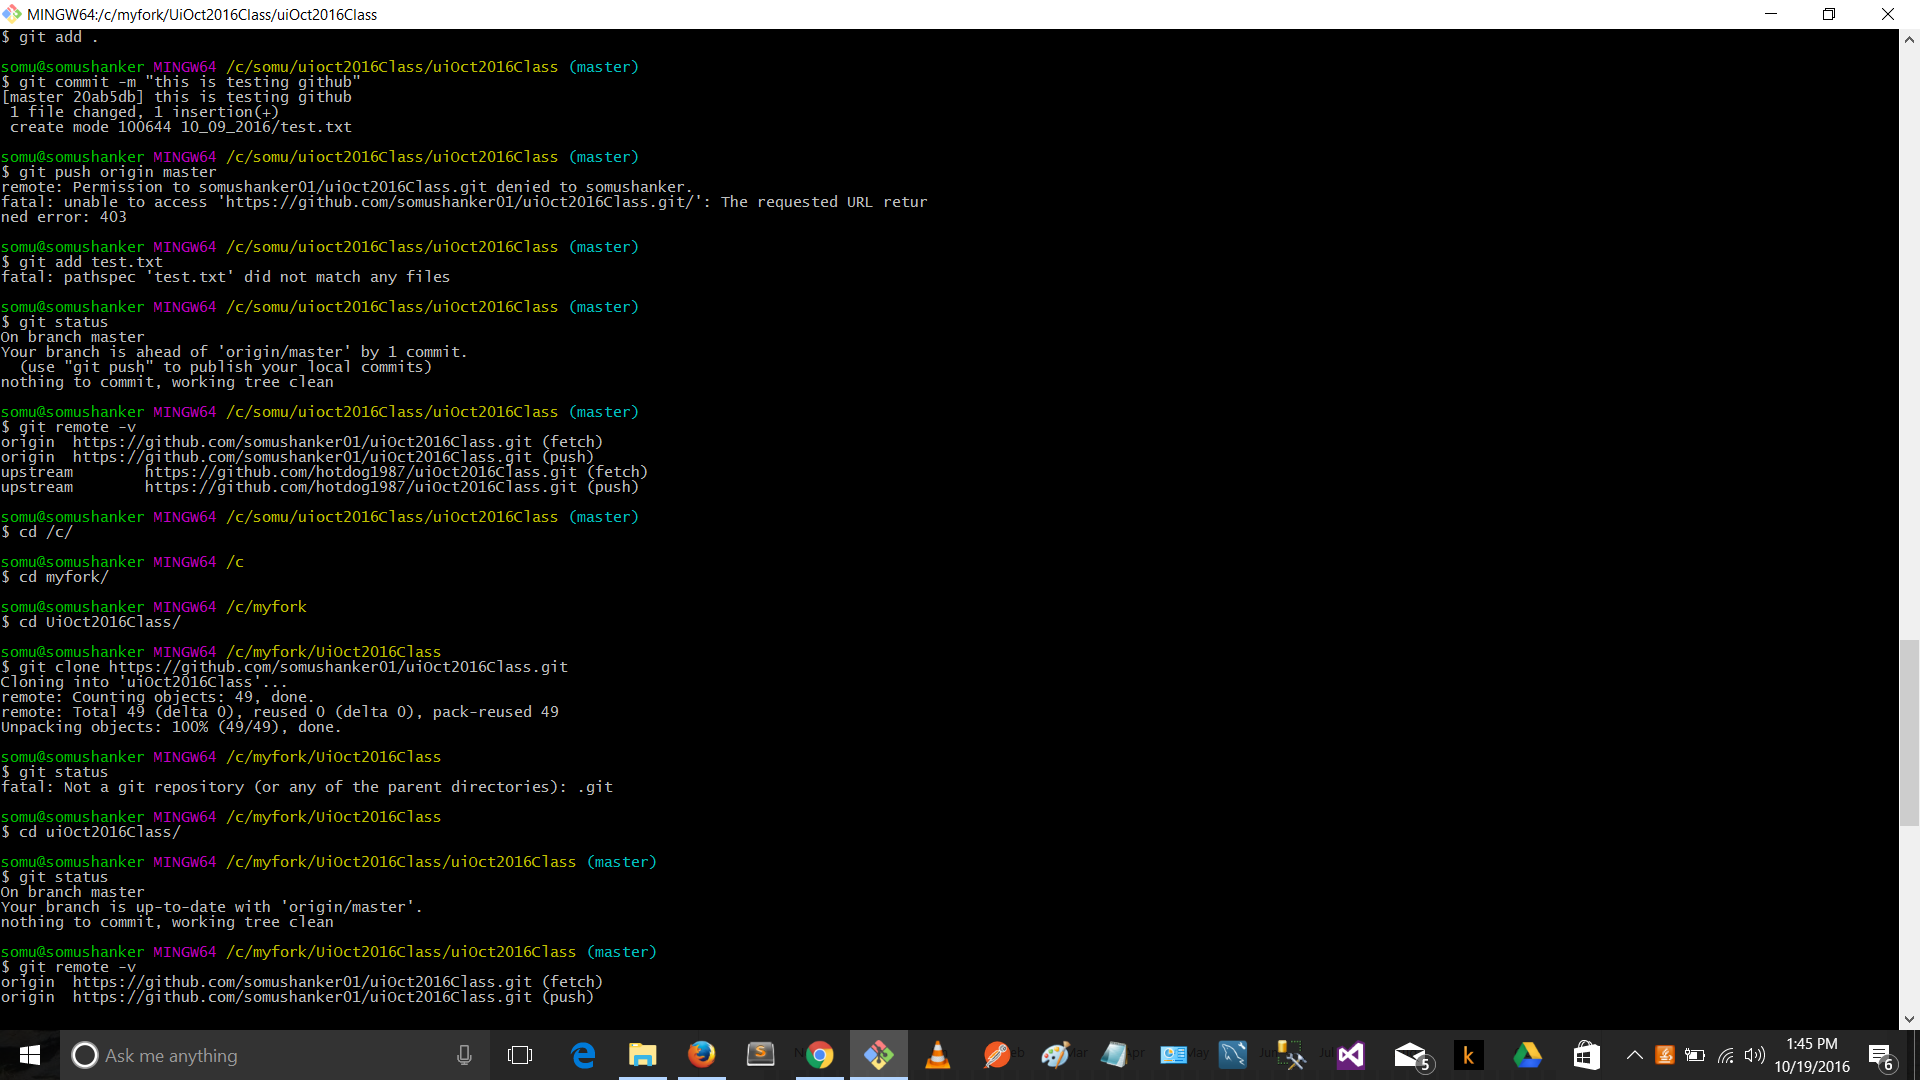 MINGW64:/c/myfork/UiOct2016Class/uiOct2016Class
$ git add .
somu@somushanker MINGW64 /c/somu/uioct2016Class/uiOct2016Class (master)
$ git commit -m "this is testing github"
[master 20ab5db] this is testing github
1 file changed, 1 insertion(+)
create mode 100644 10_09_2016/test.txt
somu@somushanker MINGW64 /c/somu/uioct2016Class/uiOct2016Class (master)
$ git push origin master
remote: Permission to somushanker01/uiOct2016Class.git denied to somushanker.
fatal: unable to access 'https://github.com/somushanker01/uiOct2016Class.git/': The requested URL retur
ned error: 403
somu@somushanker MINGW64 /c/somu/uioct2016Class/uiOct2016Class (master)
$ git add test.txt
fatal: pathspec 'test.txt' did not match any files
somu@somushanker MINGW64 /c/somu/uioct2016Class/uiOct2016Class (master)
$ git status
On branch master
Your branch is ahead of 'origin/master' by 1 commit.
(use "git push" to publish your local commits)
nothing to commit, working tree clean
somu@somushanker MINGW64 /c/somu/uioct2016Class/uiOct2016Class (master)
$ git remote -v
origin https://github.com/somushanker01/uiOct2016Class.git (fetch)
origin https://github.com/somushanker01/uiOct2016Class.git (push)
upstream https://github.com/hotdog1987/uiOct2016Class.git (fetch)
upstream https://github.com/hotdog1987/uiOct2016Class.git (push)
somu@somushanker MINGW64 /c/somu/uioct2016Class/uiOct2016Class (master)
$ cd /c/
somu@somushanker MINGW64 /c
$ cd myfork/
somu@somushanker MINGW64 /c/myfork
$ cd UiOct2016Class/
somu@somushanker MINGW64 /c/myfork/UiOct2016Class
$ git clone https://github.com/somushanker01/uiOct2016Class.git
Cloning into 'uiOct2016Class'...
remote: Counting objects: 49, done.
remote: Total 49 (delta 0), reused 0 (delta 0), pack-reused 49
Unpacking objects: 100% (49/49), done.
somu@somushanker MINGW64 /c/myfork/UiOct2016Class
$ git status
fatal: Not a git repository (or any of the parent directories): .git
somu@somushanker MINGW64 /c/myfork/UiOct2016Class
$ cd uiOct2016Class/
somu@somushanker MINGW64 /c/myfork/UiOct2016Class/uiOct2016Class (master)
$ git status
On branch master
Your branch is up-to-date with 'origin/master'.
nothing to commit, working tree clean
somu@somushanker MINGW64 /c/myfork/UiOct2016Class/uiOct2016Class (master)
$ git remote -v
origin https://github.com/somushanker01/uiOct2016Class.git (fetch)
origin https://github.com/somushanker01/uiOct2016Class.git (push)
Ask me anything
5
k
1:45 PM
10/19/2016
6